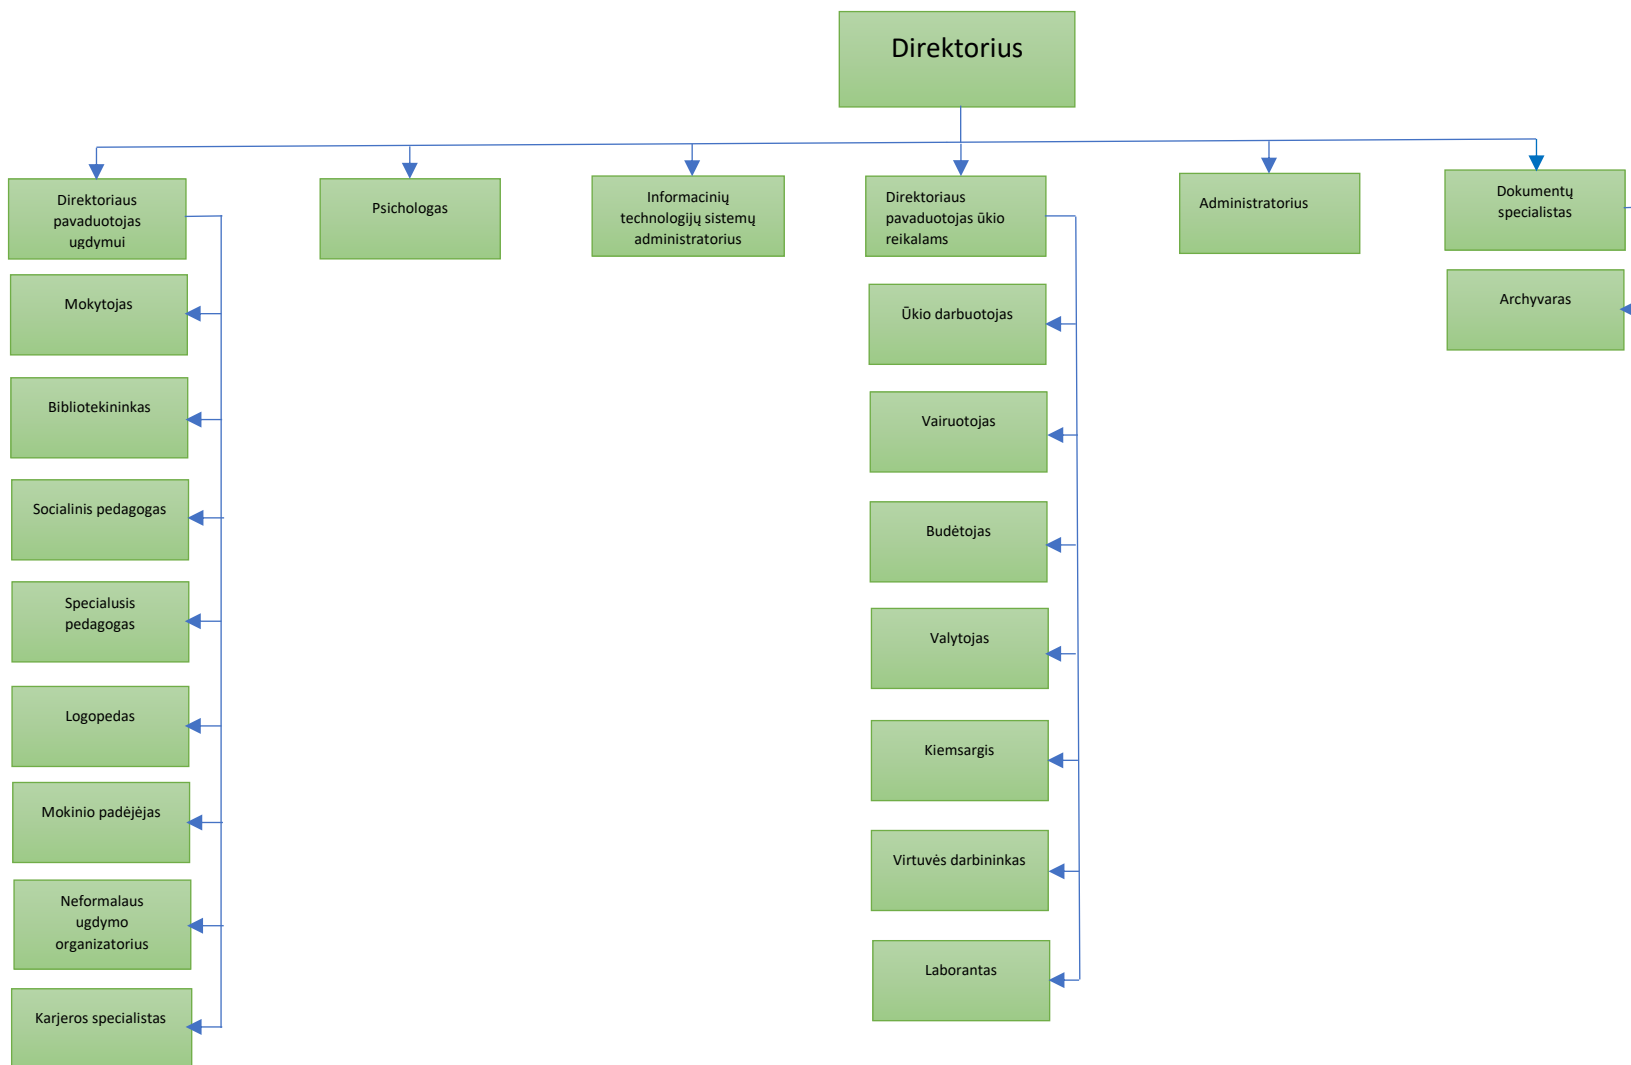 Direktorius
Direktoriaus
pavaduotojas
ugdymui
Psichologas
Informacinių
technologijų sistemų
administratorius
Direktoriaus
pavaduotojas ūkio
reikalams
Administratorius
Dokumentų
specialistas
Mokytojas
Bibliotekininkas
Socialinis pedagogas
Specialusis
pedagogas
Logopedas
Mokinio padėjėjas
Neformalaus
ugdymo
organizatorius
Karjeros specialistas
Ūkio darbuotojas
Vairuotojas
Budėtojas
Valytojas
Kiemsargis
Virtuvės darbininkas
Laborantas
Archyvaras